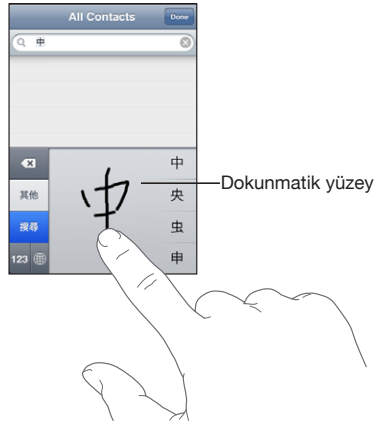 All Contacts Done
中
中
其他
央
搜尋
虫
123
申
中
Dokunmatik yüzey